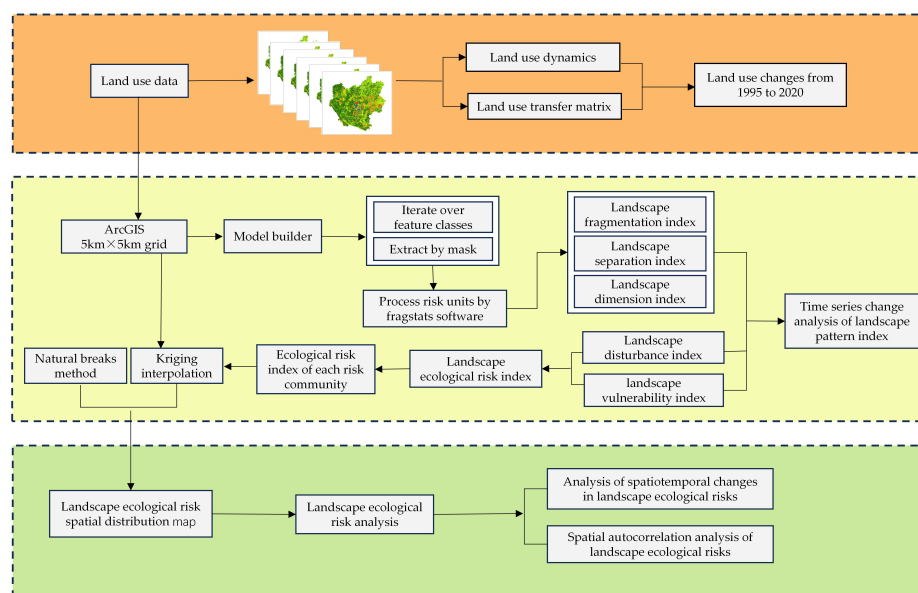 Land use data
Land use dynamics
Land use transfer matrix
Land use changes from
1995 to 2020
ArcGIS
5km×5km grid
Model builder
Iterate over
feature classes
Extract by mask
Process risk units by
fragstats software
Landscape
fragmentation index
Landscape
separation index
Landscape
dimension index
Time series change
analysis of landscape
pattern index
Landscape
disturbance index
landscape
vulnerability index
Landscape
ecological risk index
Ecological risk
index of each risk
community
Kriging
interpolation
Natural breaks
method
Landscape ecological risk
spatial distribution map
Landscape ecological
risk analysis
Analysis of spatiotemporal changes
in landscape ecological risks
Spatial autocorrelation analysis of
landscape ecological risks